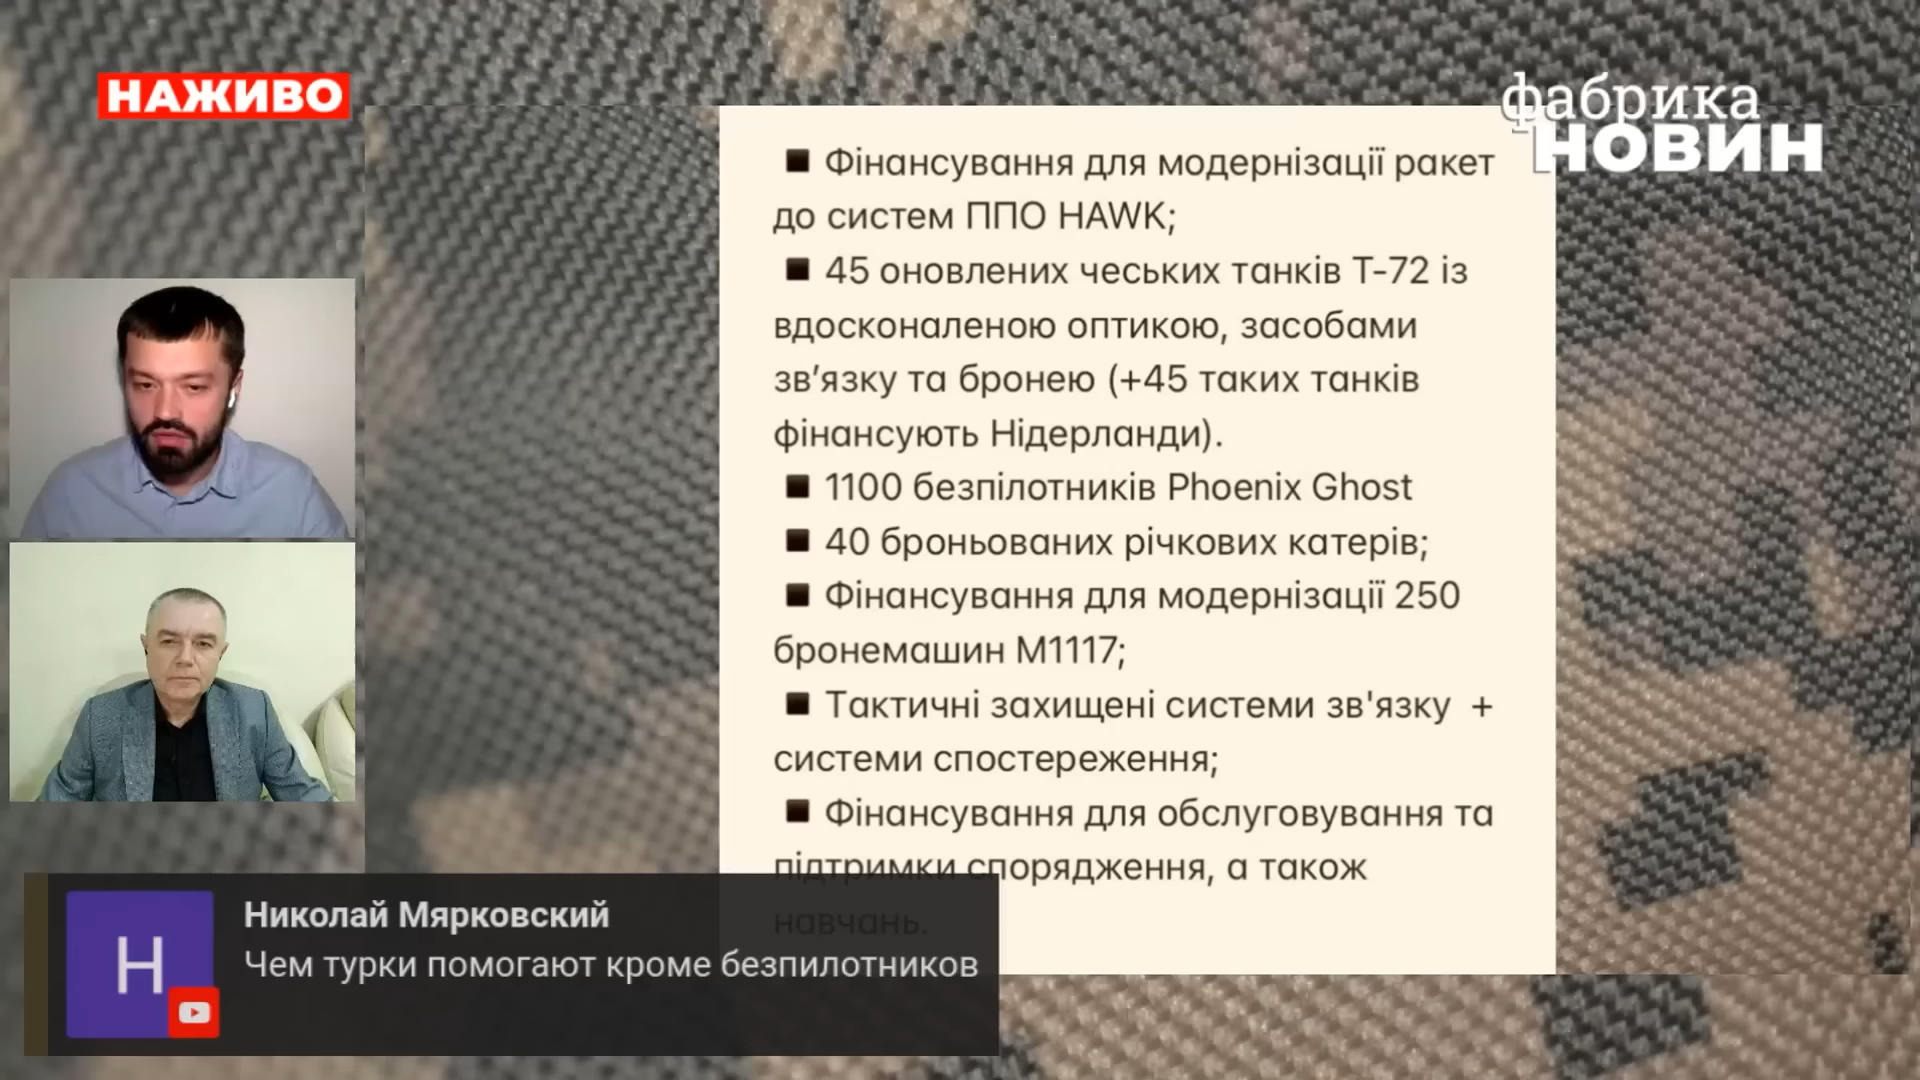 НАЖИВО
фабрика
НОВИН
▪ Фінансування для модернізації ракет
до систем ППО HAWK;
▪ 45 оновлених чеських танків Т-72 із
вдосконаленою оптикою, засобами
зв’язку та бронею (+45 таких танків
фінансують Нідерланди).
▪ 1100 безпілотників Phoenix Ghost
▪ 40 броньованих річкових катерів;
▪ Фінансування для модернізації 250
бронемашин M1117;
▪ Тактичні захищені системи зв'язку +
системи спостереження;
▪ Фінансування для обслуговування та
підтримки спорядження, а також
навчань.
Н
Николай Мярковский
Чем турки помогают кроме безпилотников